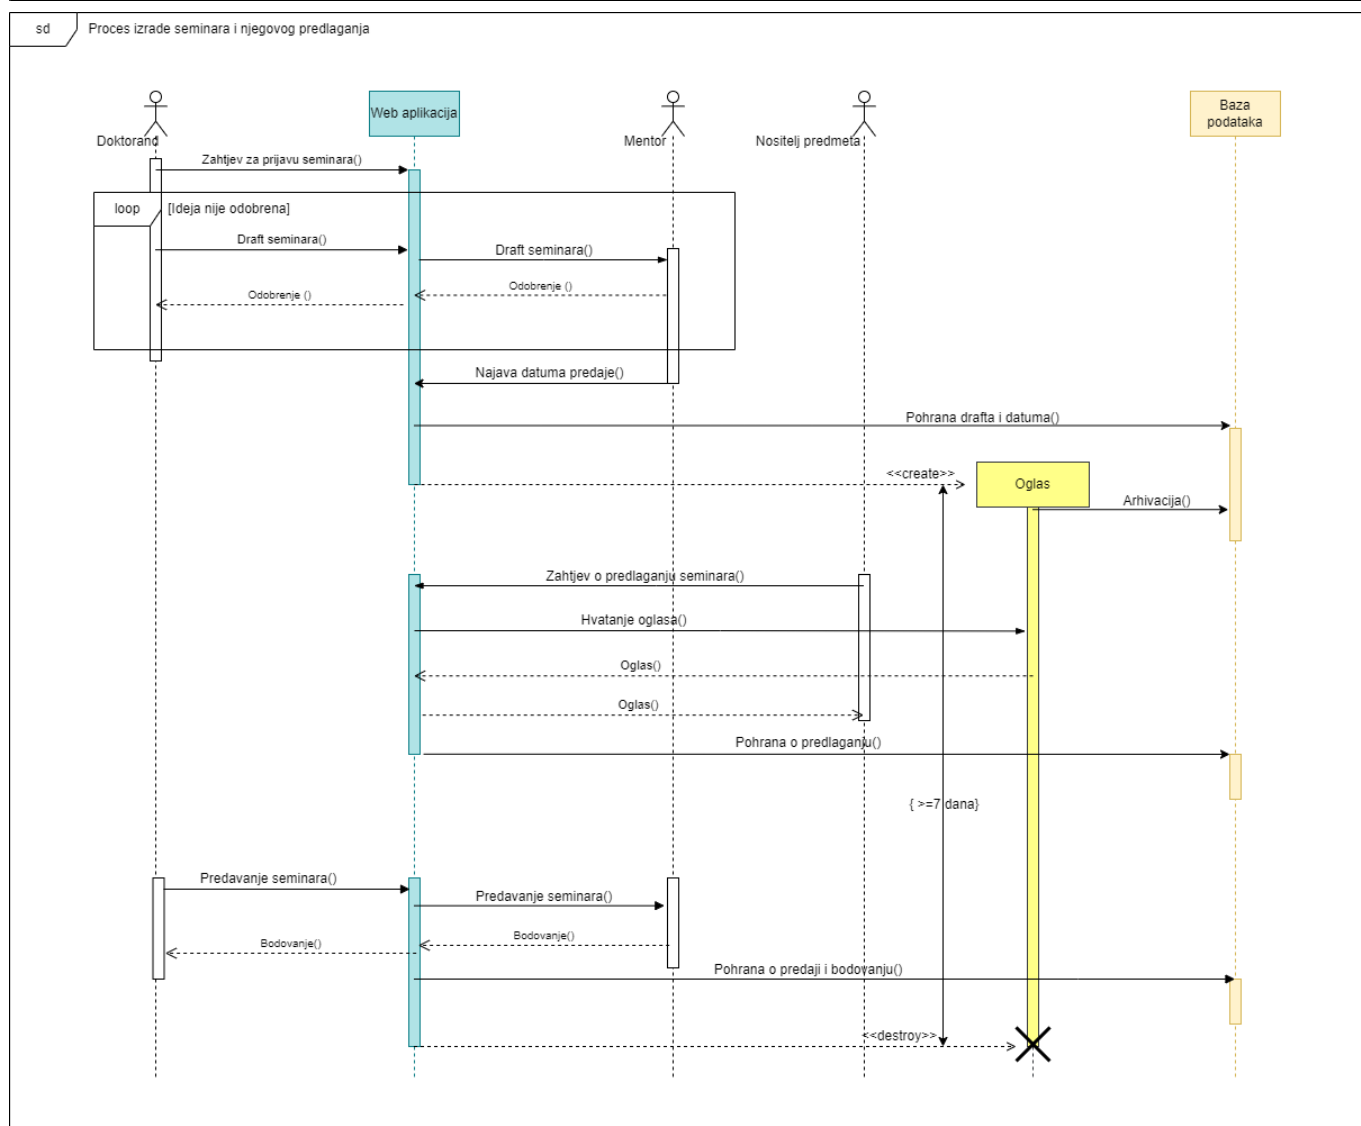 sd
Proces izrade seminara i njegovog predlaganja
Doktorand
Web aplikacija
Mentor
Nositelj predmeta
Baza
podataka
Zahtjev za prijavu seminara()
loop
[Ideja nije odobrena]
Draft seminara()
Draft seminara()
Odobrenje ()
Odobrenje ()
Najava datuma predaje()
Pohrana drafta i datuma()
<<create>>
Oglas
Arhivacija()
Zahtjev o predlaganju seminara()
Hvatanje oglasa()
Oglas()
Oglas()
Pohrana o predlaganju()
{ >=7 dana}
Predavanje seminara()
Predavanje seminara()
Bodovanje()
Bodovanje()
Pohrana o predaji i bodovanju()
<<destroy>>